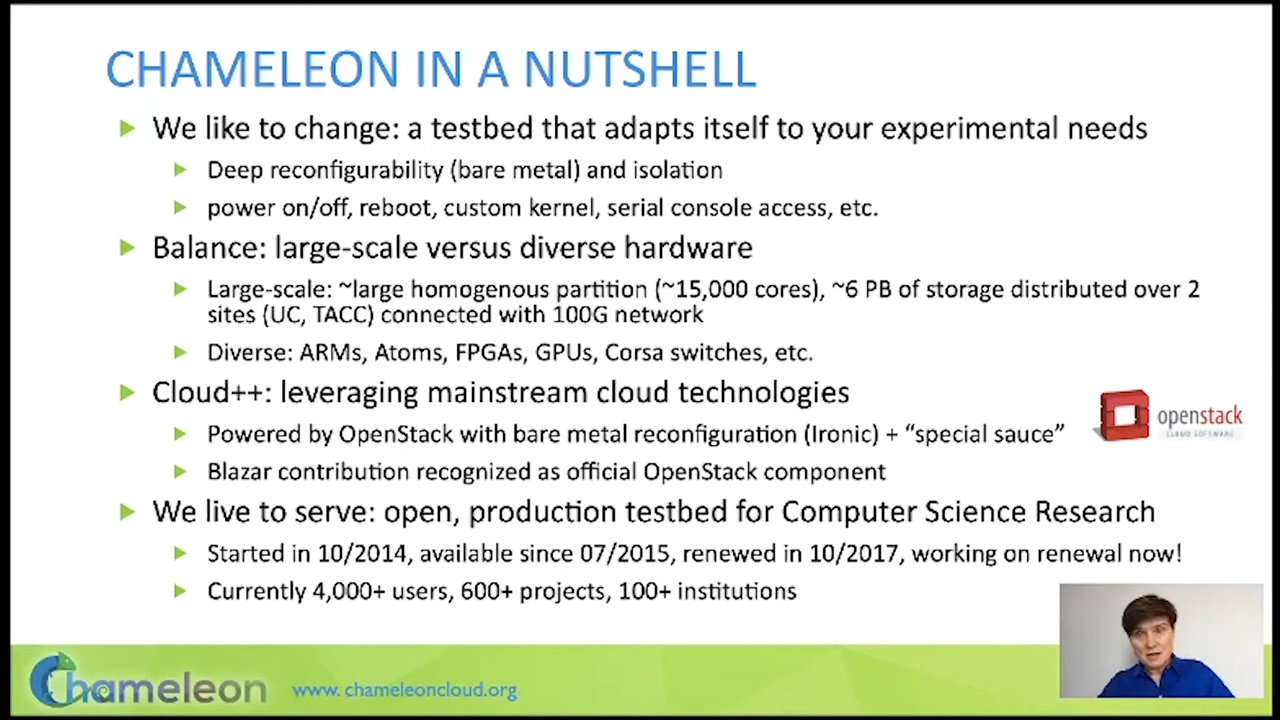 CHAMELEON IN A NUTSHELL
We like to change: a testbed that adapts itself to your experimental needs
Deep reconfigurability (bare metal) and isolation
power on/off, reboot, custom kernel, serial console access, etc.
Balance: large-scale versus diverse hardware
Large-scale: ~large homogenous partition (~15,000 cores), ~6 PB of storage distributed over 2
sites (UC, TACC) connected with 100G network
Diverse: ARMs, Atoms, FPGAs, GPUs, Corsa switches, etc.
Cloud++: leveraging mainstream cloud technologies
openstack
CLOUD SOFTWARE
Powered by OpenStack with bare metal reconfiguration (Ironic) + “special sauce”
Blazar contribution recognized as official OpenStack component
We live to serve: open, production testbed for Computer Science Research
Started in 10/2014, available since 07/2015, renewed in 10/2017, working on renewal now!
Currently 4,000+ users, 600+ projects, 100+ institutions
Chameleon
www. chameleoncloud.org